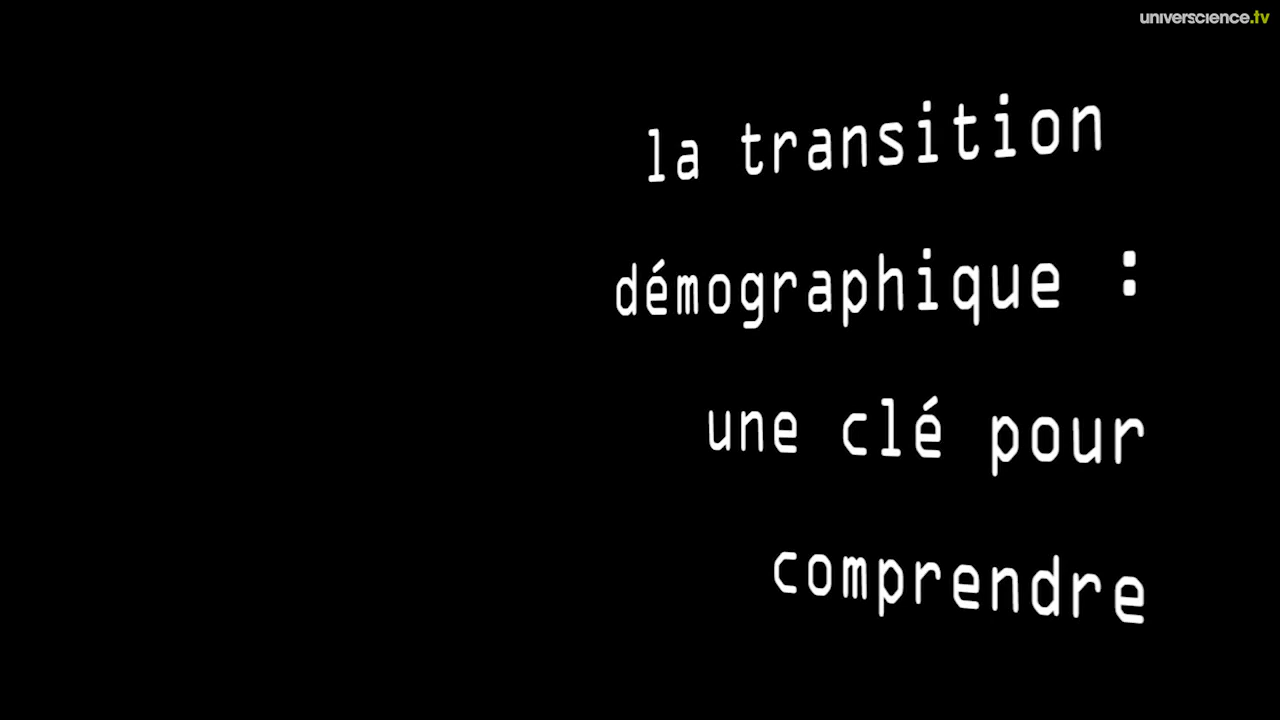 universcience.tv
la transition
démographique :
une clé pour
comprendre